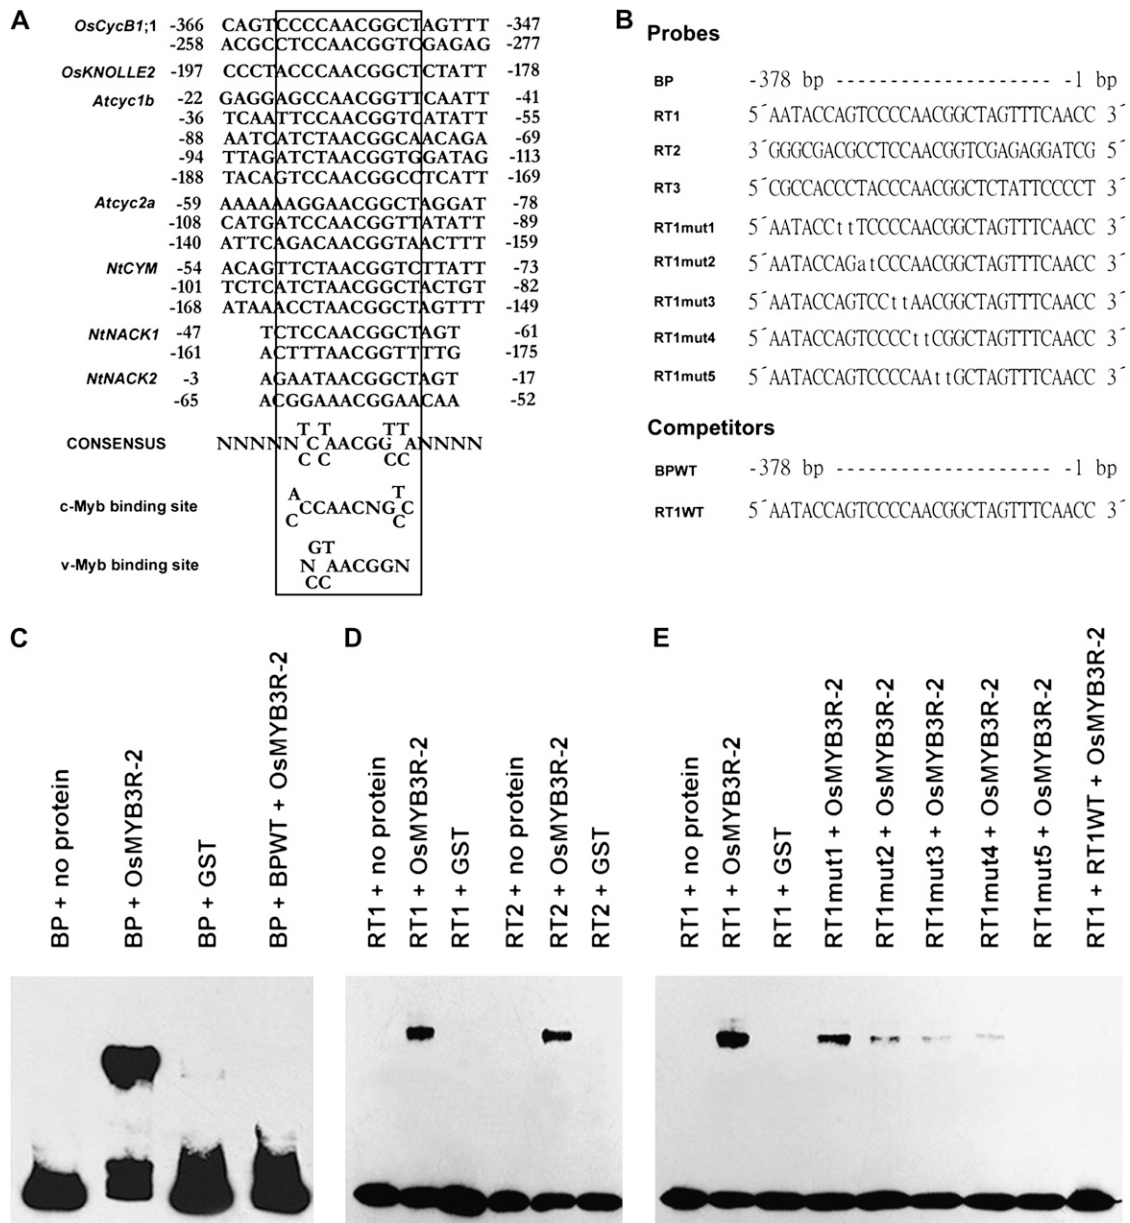 A
OsCycB1;1 -366 CAGTCCCCAACGGCTAGTTT -347
-258 ACGCCTCCAACGGTCGAGAG -277
OsKNOLLE2 -197 CCCTACCCAACGGCTCTATT -178
Atcyc1b -22 GAGGAGCCAACGGTTCAATT -41
-36 TCAATTCCAACGGTCATATT -55
-88 AATCATCTAACGGCAACAGA -69
-94 TTAGATCTAACGGTGGATAG -113
-188 TACAGTCCAACGGCCTCATT -169
Atcyc2a -59 AAAAAAGGAACGGCTAGGAT -78
-108 CATGATCCAACGGTTATATT -89
-140 ATTCAGACAACGGTAACTTT -159
NtCYM -54 ACAGTTCTAACGGTCTTATT -73
-101 TCTCATCTAACGGCTACTGT -82
-168 ATAAACCTAACGGCTAGTTT -149
NtNACK1 -47 TCTCCAACGGCTAGT -61
-161 ACTTTAACGGTTTTG -175
NtNACK2 -3 AGAATAACGGCTAGT -17
-65 ACGGAAACGGAACAA -52
T T TT
CONSENSUS NNNNN C AACGG G ANNNN
C C CC
A T
c-Myb binding site CCAACNG C
C C
GT
v-Myb binding site N AACGGN
CC
B
Probes
BP -378 bp --------------------- -1 bp
RT1 5´AATACCAGTCCCCAACGGCTAGTTTCAACC 3´
RT2 3´GGGCGACGCCTCCAACGGTCGAGAGGATCG 5´
RT3 5´CGCCACCCTACCCAACGGCTCTATTCCCCT 3´
RT1mut1 5´AATACCttTCCCCAACGGCTAGTTTCAACC 3´
RT1mut2 5´AATACCAGatCCCAACGGCTAGTTTCAACC 3´
RT1mut3 5´AATACCAGTCCttAACGGCTAGTTTCAACC 3´
RT1mut4 5´AATACCAGTCCCCttCGGCTAGTTTCAACC 3´
RT1mut5 5´AATACCAGTCCCCAAttGCTAGTTTCAACC 3´
Competitors
BPWT -378 bp --------------------- -1 bp
RT1WT 5´AATACCAGTCCCCAACGGCTAGTTTCAACC 3´
C
BP + no protein
BP + OsMYB3R-2
BP + GST
BP + BPWT + OsMYB3R-2
D
RT1 + no protein
RT1 + OsMYB3R-2
RT1 + GST
RT2 + no protein
RT2 + OsMYB3R-2
RT2 + GST
E
RT1 + no protein
RT1 + OsMYB3R-2
RT1 + GST
RT1mut1 + OsMYB3R-2
RT1mut2 + OsMYB3R-2
RT1mut3 + OsMYB3R-2
RT1mut4 + OsMYB3R-2
RT1mut5 + OsMYB3R-2
RT1 + RT1WT + OsMYB3R-2